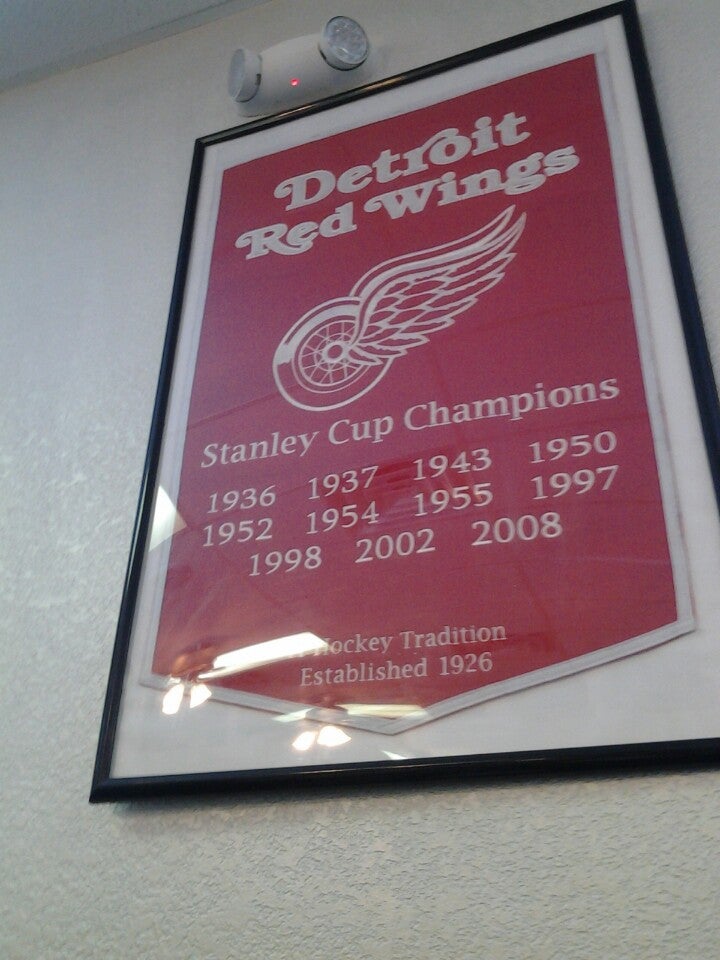 Detroit
Red Wings
Stanley Cup Champions
1936 1937 1943 1950
1952 1954 1955 1997
1998 2002 2008
Hockey Tradition
Established 1926